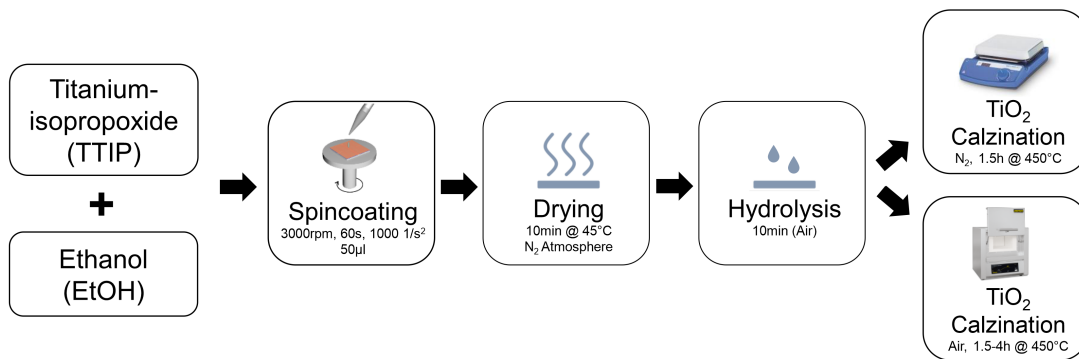 Titanium-
isopropoxide
(TTIP)
+
Ethanol
(EtOH)
Spincoating
3000rpm, 60s, 1000 1/s²
50µl
Drying
10min @ 45°C
N₂ Atmosphere
Hydrolysis
10min (Air)
TiO₂
Calzination
N₂, 1.5h @ 450°C
TiO₂
Calzination
Air, 1.5-4h @ 450°C